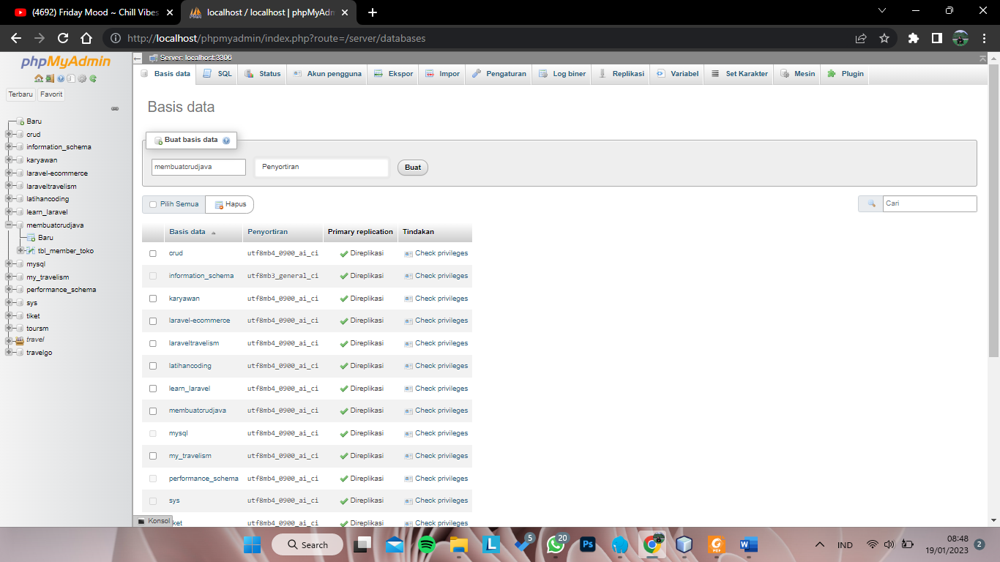 (4692) Friday Mood ~ Chill Vibes
localhost / localhost | phpMyAdm
http://localhost/phpmyadmin/index.php?route=/server/databases
phpMyAdmin
Terbaru Favorit
Baru
crud
information_schema
karyawan
laravel-ecommerce
laraveltravelism
latihancoding
learn_laravel
membuatcrudjava
Baru
tbl_member_toko
mysql
my_travelism
performance_schema
sys
tiket
toursm
travel
travelgo
Server: localhost:3306
Basis data SQL Status Akun pengguna Ekspor Impor Pengaturan Log biner Replikasi Variabel Set Karakter Mesin Plugin
Basis data
Buat basis data
membuatcrudjava Penyortiran Buat
Pilih Semua Hapus Cari
Basis data Penyortiran Primary replication Tindakan
crud utf8mb4_0900_ai_ci Direplikasi Check privileges
information_schema utf8mb3_general_ci Direplikasi Check privileges
karyawan utf8mb4_0900_ai_ci Direplikasi Check privileges
laravel-ecommerce utf8mb4_0900_ai_ci Direplikasi Check privileges
laraveltravelism utf8mb4_0900_ai_ci Direplikasi Check privileges
latihancoding utf8mb4_0900_ai_ci Direplikasi Check privileges
learn_laravel utf8mb4_0900_ai_ci Direplikasi Check privileges
membuatcrudjava utf8mb4_0900_ai_ci Direplikasi Check privileges
mysql utf8mb4_0900_ai_ci Direplikasi Check privileges
my_travelism utf8mb4_0900_ai_ci Direplikasi Check privileges
performance_schema utf8mb4_0900_ai_ci Direplikasi Check privileges
sys utf8mb4_0900_ai_ci Direplikasi Check privileges
ket utf8mb4_0900_ai_ci Direplikasi Check privileges
Konsol
Search
L
5
20
Ps
PDF
W
IND
08:48
19/01/2023
2